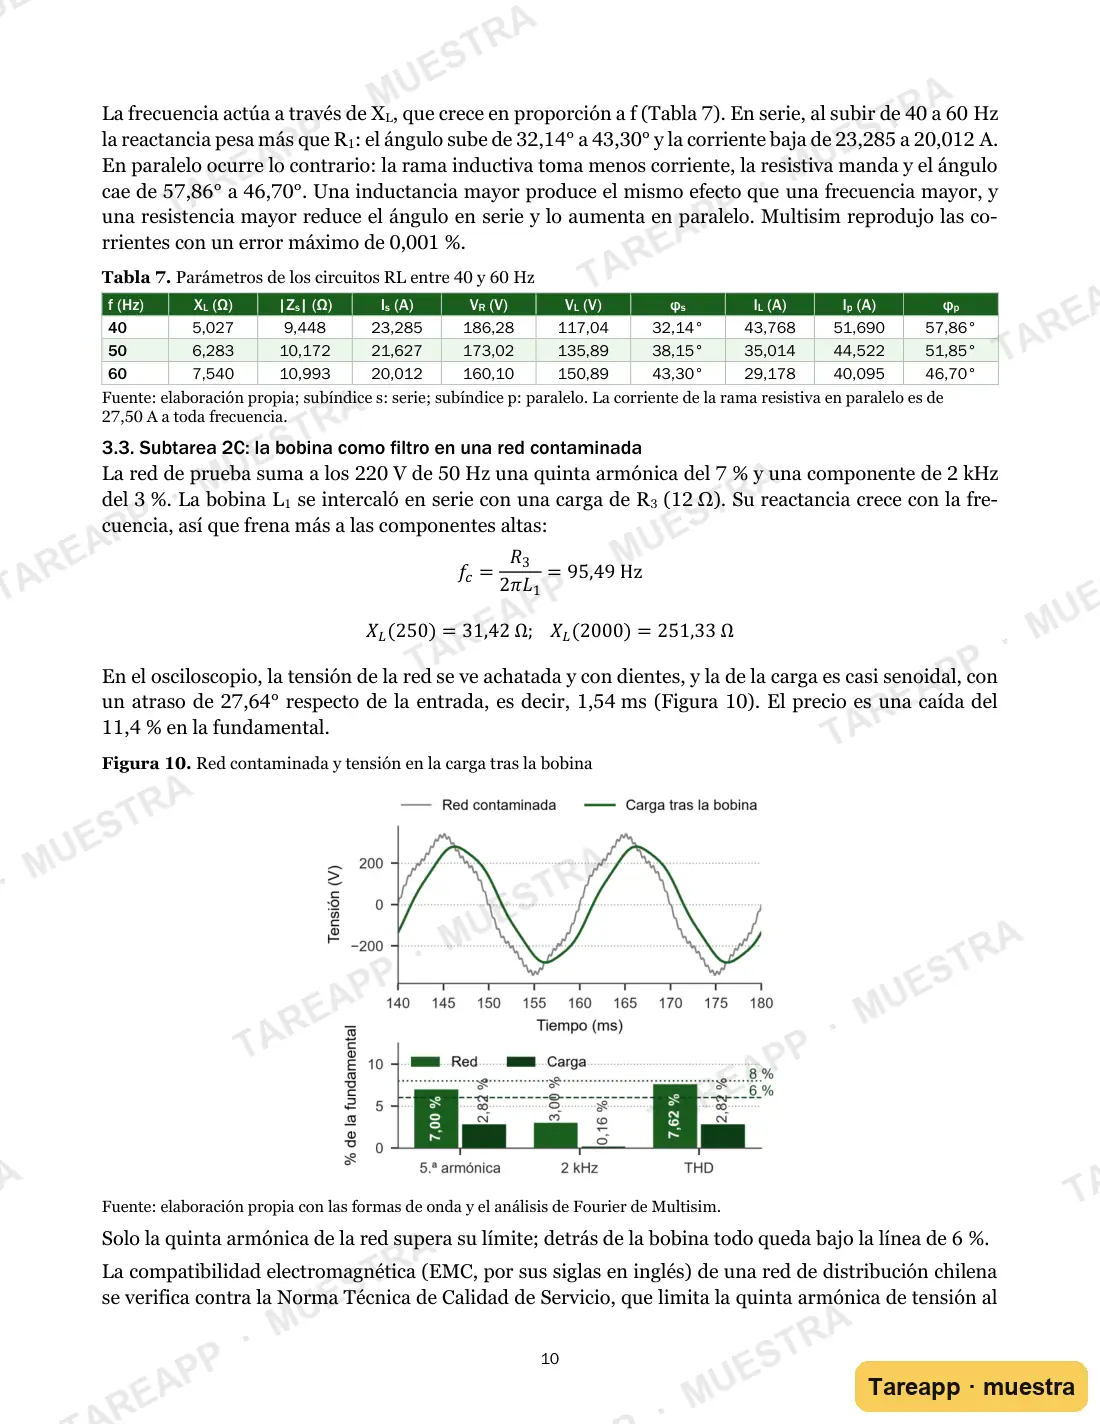 La frecuencia actúa a través de XL, que crece en proporción a f (Tabla 7). En serie, al subir de 40 a 60 Hz
la reactancia pesa más que R1: el ángulo sube de 32,14° a 43,30° y la corriente baja de 23,285 a 20,012 A.
En paralelo ocurre lo contrario: la rama inductiva toma menos corriente, la resistiva manda y el ángulo
cae de 57,86° a 46,70°. Una inductancia mayor produce el mismo efecto que una frecuencia mayor, y
una resistencia mayor reduce el ángulo en serie y lo aumenta en paralelo. Multisim reprodujo las co-
rrientes con un error máximo de 0,001 %.
Tabla 7. Parámetros de los circuitos RL entre 40 y 60 Hz
f (Hz) XL (Ω) |Zs| (Ω) Is (A) VR (V) VL (V) φs IL (A) Ip (A) φp
40 5,027 9,448 23,285 186,28 117,04 32,14° 43,768 51,690 57,86°
50 6,283 10,172 21,627 173,02 135,89 38,15° 35,014 44,522 51,85°
60 7,540 10,993 20,012 160,10 150,89 43,30° 29,178 40,095 46,70°
Fuente: elaboración propia; subíndice s: serie; subíndice p: paralelo. La corriente de la rama resistiva en paralelo es de
27,50 A a toda frecuencia.
3.3. Subtarea 2C: la bobina como filtro en una red contaminada
La red de prueba suma a los 220 V de 50 Hz una quinta armónica del 7 % y una componente de 2 kHz
del 3 %. La bobina L1 se intercaló en serie con una carga de R3 (12 Ω). Su reactancia crece con la fre-
cuencia, así que frena más a las componentes altas:
fc = R3 / 2πL1 = 95,49 Hz
XL(250) = 31,42 Ω; XL(2000) = 251,33 Ω
En el osciloscopio, la tensión de la red se ve achatada y con dientes, y la de la carga es casi senoidal, con
un atraso de 27,64° respecto de la entrada, es decir, 1,54 ms (Figura 10). El precio es una caída del
11,4 % en la fundamental.
Figura 10. Red contaminada y tensión en la carga tras la bobina
Red contaminada Carga tras la bobina
Tensión (V)
200
0
−200
140 145 150 155 160 165 170 175 180
Tiempo (ms)
% de la fundamental
Red Carga
10
5
0
8 %
6 %
7,00 % 2,82 % 3,00 % 0,16 % 7,62 % 2,82 %
5.ª armónica 2 kHz THD
Fuente: elaboración propia con las formas de onda y el análisis de Fourier de Multisim.
Solo la quinta armónica de la red supera su límite; detrás de la bobina todo queda bajo la línea de 6 %.
La compatibilidad electromagnética (EMC, por sus siglas en inglés) de una red de distribución chilena
se verifica contra la Norma Técnica de Calidad de Servicio, que limita la quinta armónica de tensión al
10
Tareapp · muestra
TAREAPP · MUESTRA